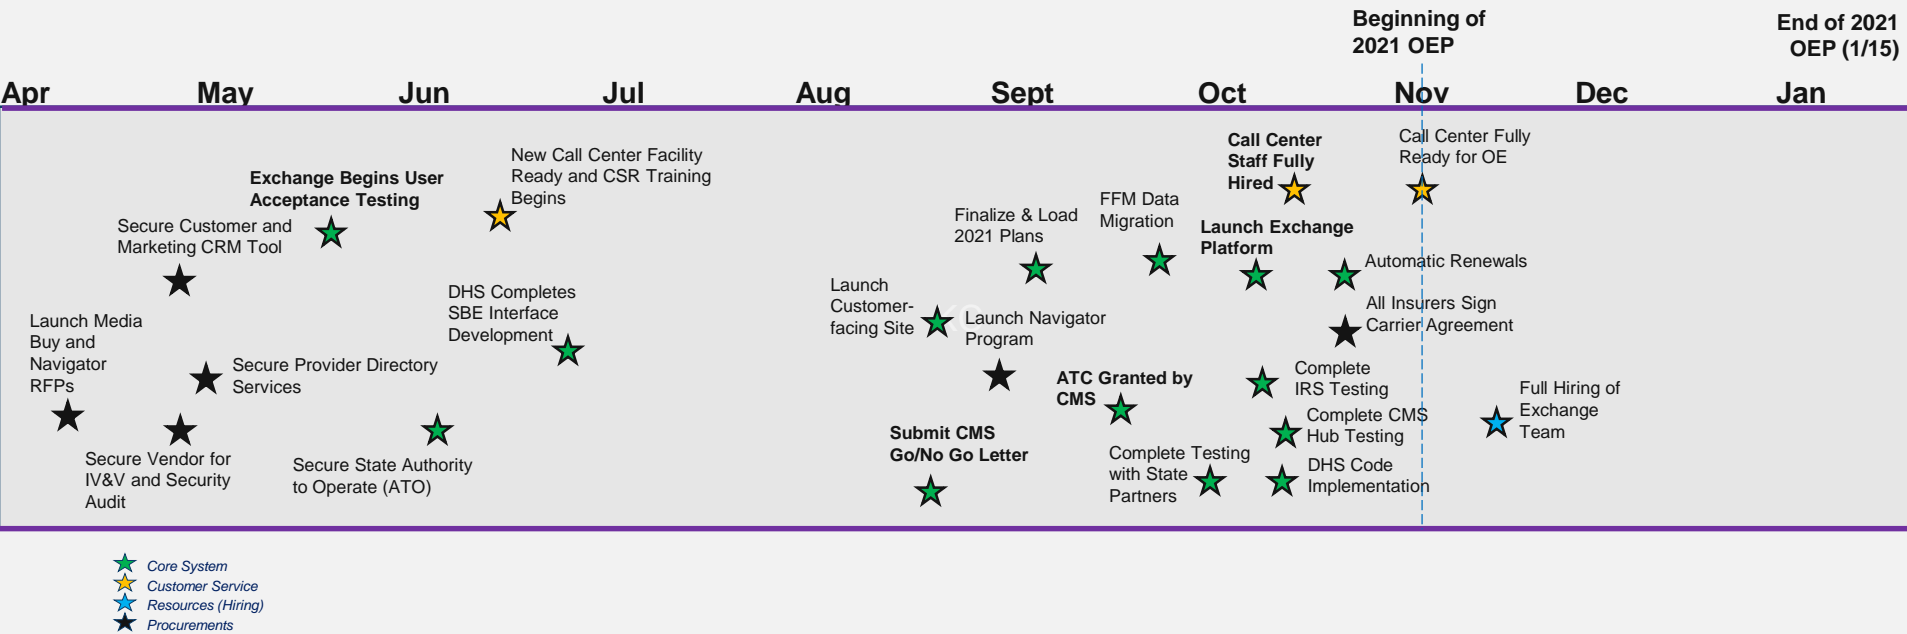 Beginning of
2021 OEP
End of 2021
OEP (1/15)
Apr
May
Jun
Jul
Aug
Sept
Oct
Nov
Dec
Jan
Exchange Begins User
Acceptance Testing
Secure Customer and
Marketing CRM Tool
Launch Media
Buy and
Navigator
RFPs
Secure Provider Directory
Services
Secure Vendor for
IV&V and Security
Audit
Secure State Authority
to Operate (ATO)
New Call Center Facility
Ready and CSR Training
Begins
DHS Completes
SBE Interface
Development
Launch
Customer-
facing Site
Finalize & Load
2021 Plans
Launch Navigator
Program
Submit CMS
Go/No Go Letter
FFM Data
Migration
ATC Granted by
CMS
Complete Testing
with State
Partners
Call Center
Staff Fully
Hired
Launch Exchange
Platform
Call Center Fully
Ready for OE
Automatic Renewals
All Insurers Sign
Carrier Agreement
Complete
IRS Testing
Complete CMS
Hub Testing
DHS Code
Implementation
Full Hiring of
Exchange
Team
Core System
Customer Service
Resources (Hiring)
Procurements